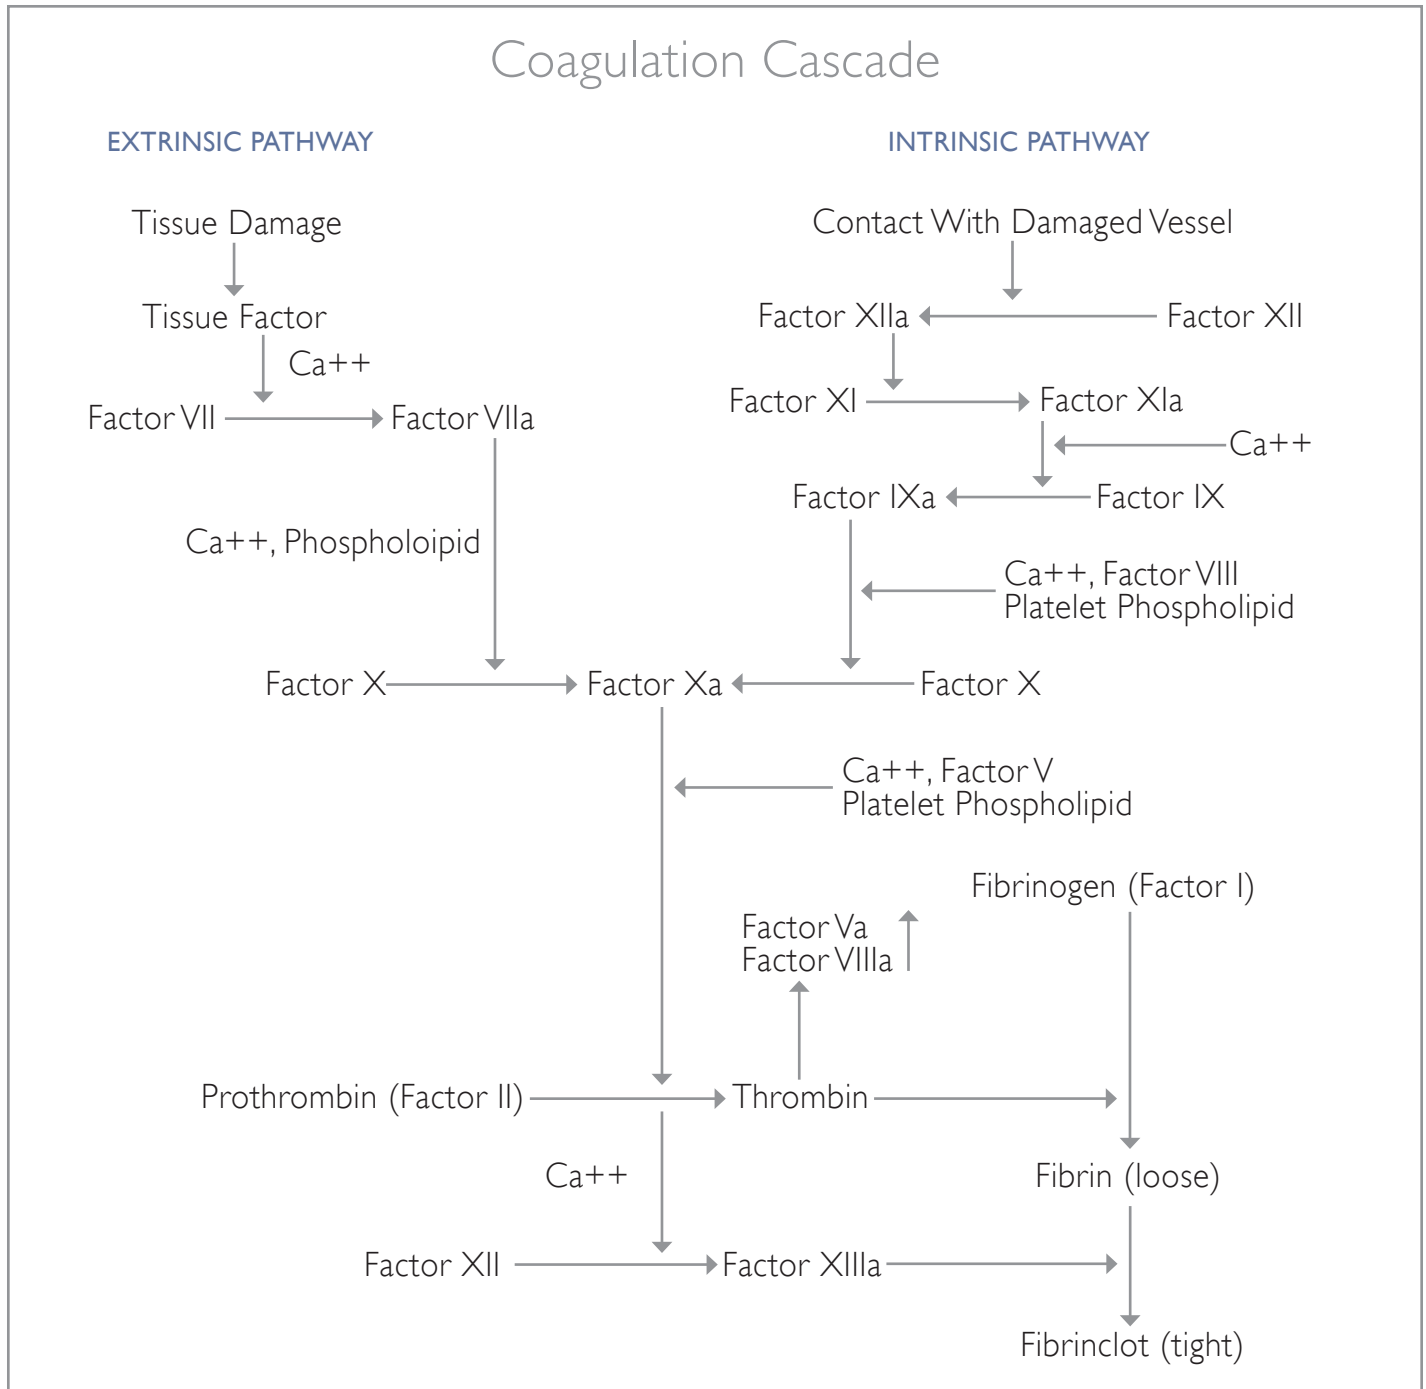 Coagulation Cascade
EXTRINSIC PATHWAY
INTRINSIC PATHWAY
Tissue Damage
Contact With Damaged Vessel
Tissue Factor
Factor XIIa
Factor XII
Ca++
Factor XI
Factor XIa
Factor VII
Factor VIIa
Ca++
Factor IXa
Factor IX
Ca++, Phospholoipid
Ca++, Factor VIII
Platelet Phospholipid
Factor X
Factor Xa
Factor X
Ca++, Factor V
Platelet Phospholipid
Fibrinogen (Factor I)
Factor Va
Factor VIIIa
Prothrombin (Factor II)
Thrombin
Ca++
Fibrin (loose)
Factor XII
Factor XIIIa
Fibrinclot (tight)